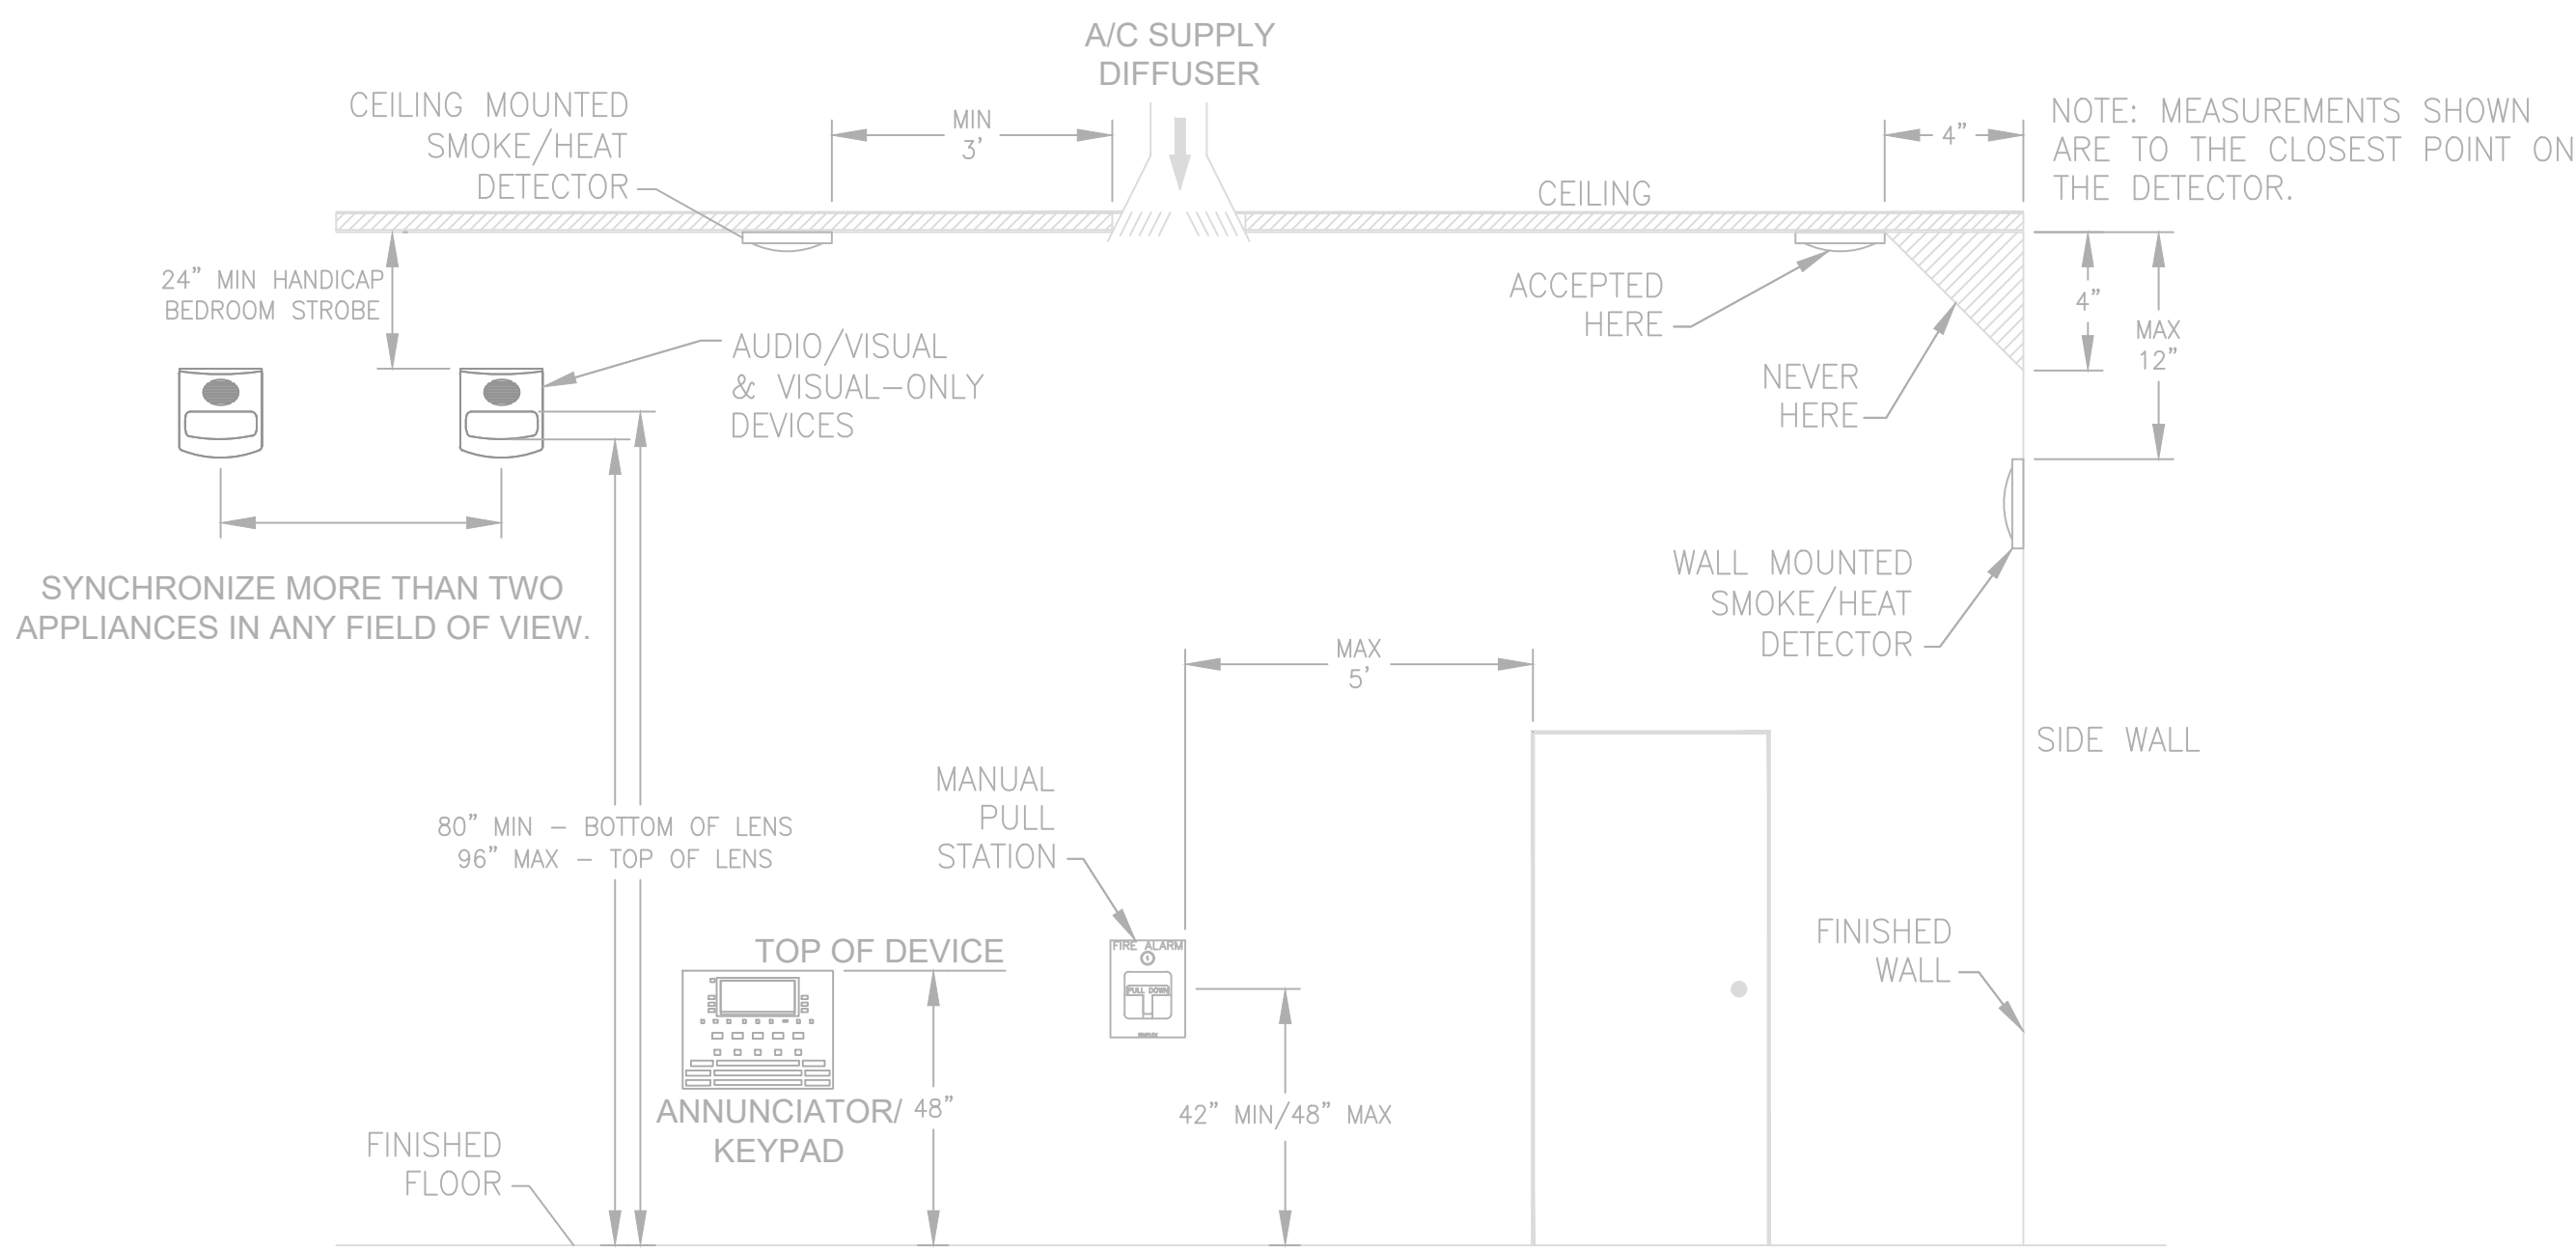 A/C SUPPLY
DIFFUSER
CEILING MOUNTED
SMOKE/HEAT
DETECTOR
MIN
3'
4"
NOTE: MEASUREMENTS SHOWN
ARE TO THE CLOSEST POINT ON
THE DETECTOR.
CEILING
24" MIN HANDICAP
BEDROOM STROBE
ACCEPTED
HERE
4"
MAX
12"
AUDIO/VISUAL
& VISUAL-ONLY
DEVICES
NEVER
HERE
SYNCHRONIZE MORE THAN TWO
APPLIANCES IN ANY FIELD OF VIEW.
WALL MOUNTED
SMOKE/HEAT
DETECTOR
MAX
5'
SIDE WALL
MANUAL
PULL
STATION
80" MIN - BOTTOM OF LENS
96" MAX - TOP OF LENS
TOP OF DEVICE
FIRE ALARM
PULL DOWN
FINISHED
WALL
ANNUNCIATOR/
KEYPAD
48"
42" MIN/48" MAX
FINISHED
FLOOR